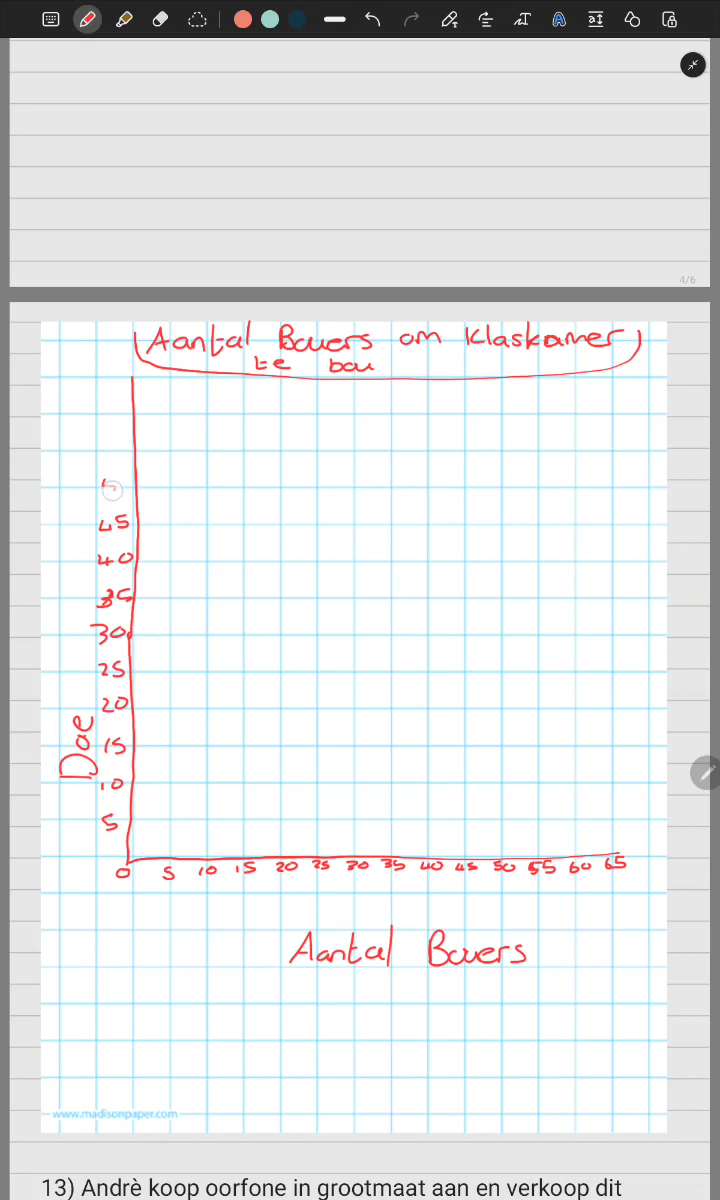 4/6
Aantal Bouers om Klaskamer
te bou
45
40
35
30
25
20
15
10
5
Dae
0 5 10 15 20 25 30 35 40 45 50 55 60 65
Aantal Bouers
www.madisonpaper.com
13) Andrè koop oorfone in grootmaat aan en verkoop dit